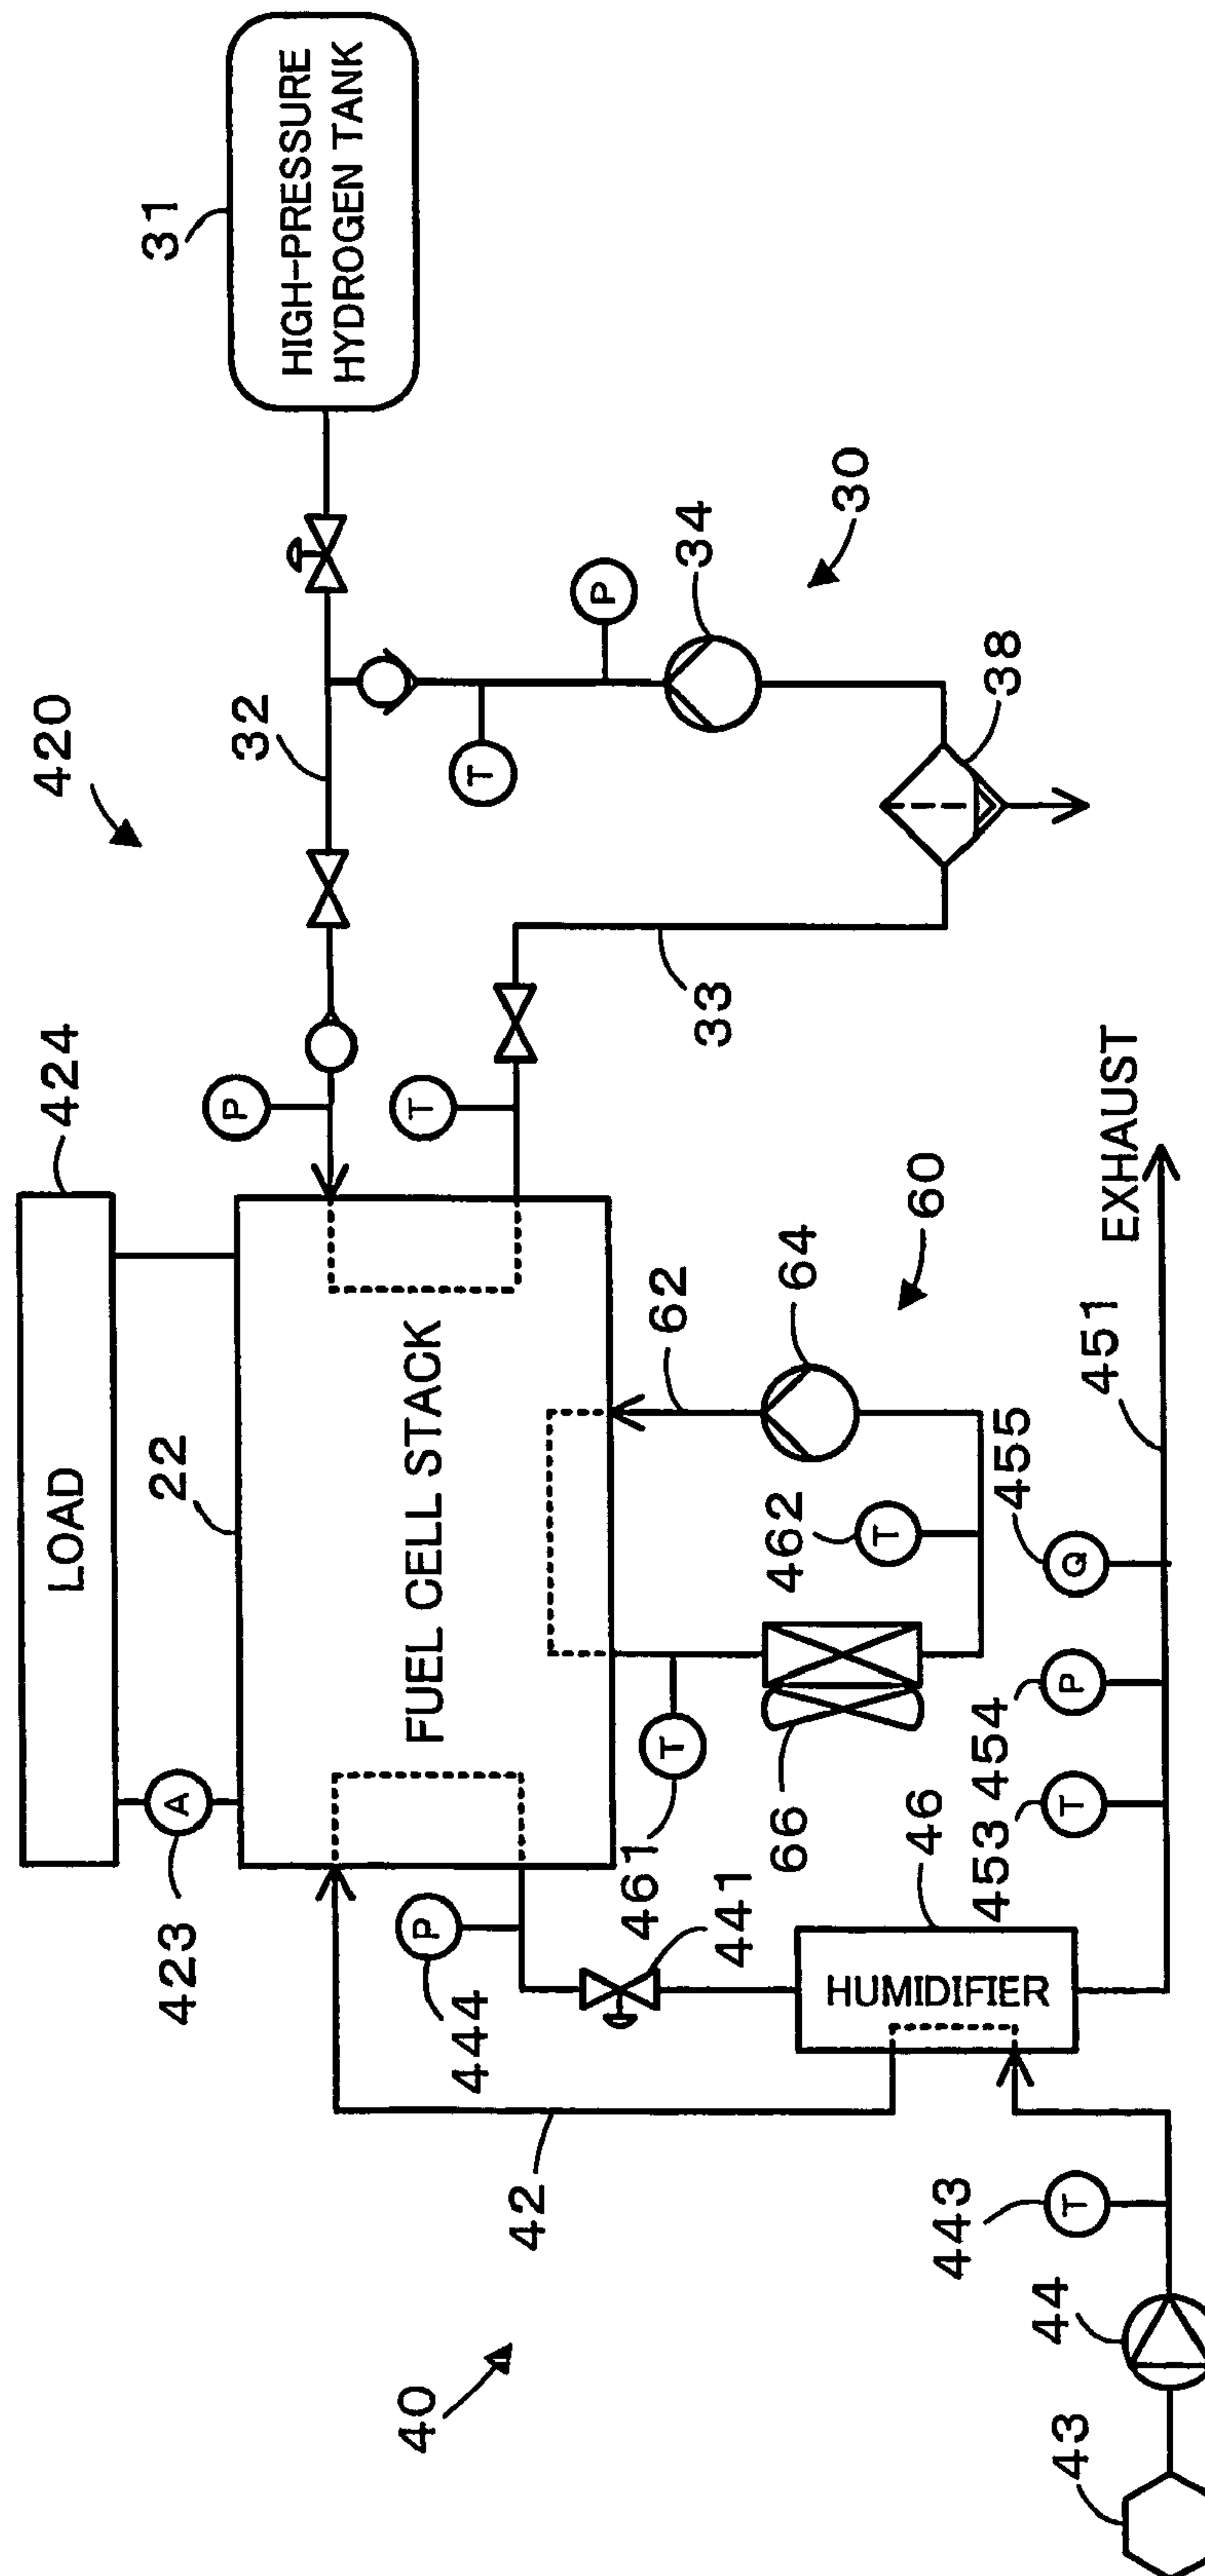 420
424
LOAD
423
A
22
FUEL CELL STACK
P
32
31
HIGH-PRESSURE
HYDROGEN TANK
T
T
P
34
30
33
38
40
42
444
P
441
461
T
66
462
T
62
64
60
43
44
443
T
HUMIDIFIER
46
453
T
454
P
455
Q
451
EXHAUST